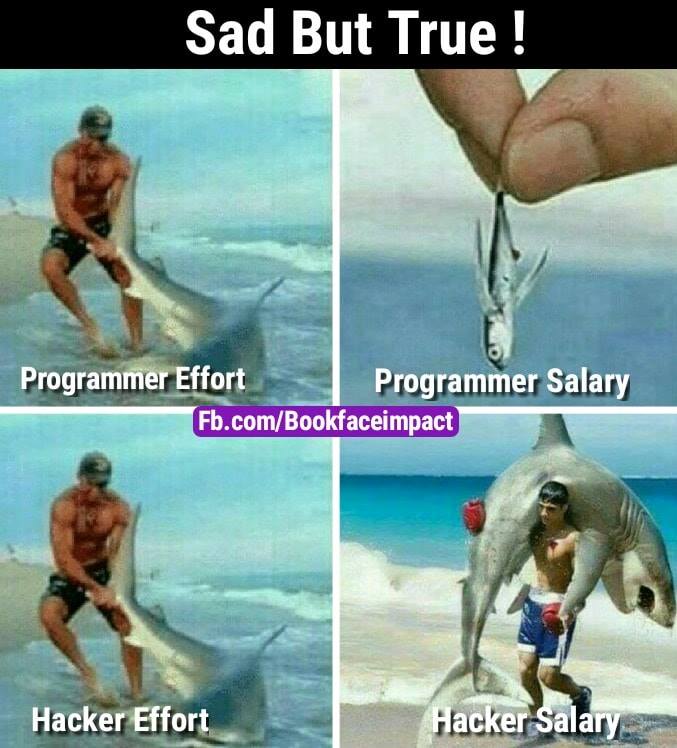 Sad But True !
Programmer Effort
Programmer Salary
Fb.com/Bookfaceimpact
Hacker Effort
Hacker Salary